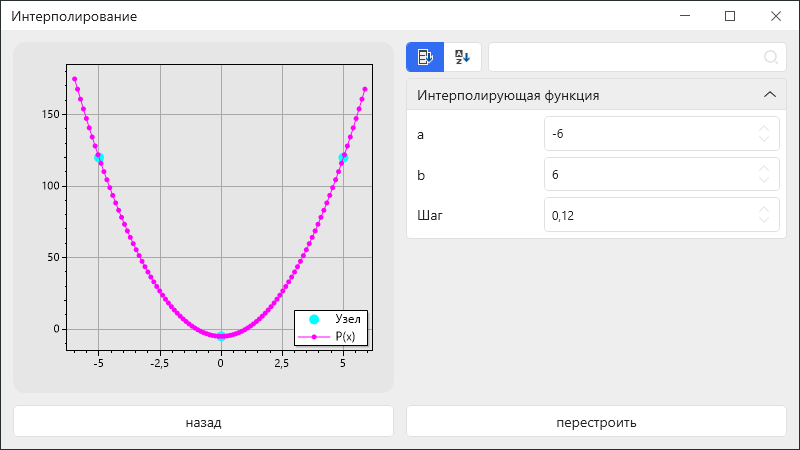 Интерполирование
A
Z
Интерполирующая функция
a
-6
b
6
Шаг
0,12
150
100
50
0
-5
-2,5
0
2,5
5
Узел
P(x)
назад
перестроить